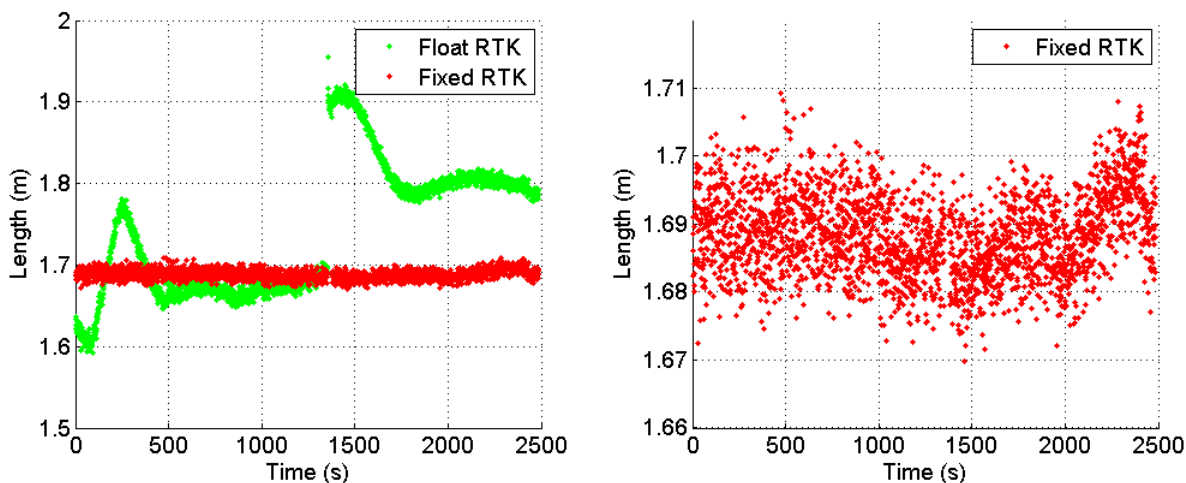 2
1.9
1.8
1.7
1.6
1.5
Length (m)
0 500 1000 1500 2000 2500
Time (s)
Float RTK
Fixed RTK
1.71
1.7
1.69
1.68
1.67
1.66
Length (m)
0 500 1000 1500 2000 2500
Time (s)
Fixed RTK